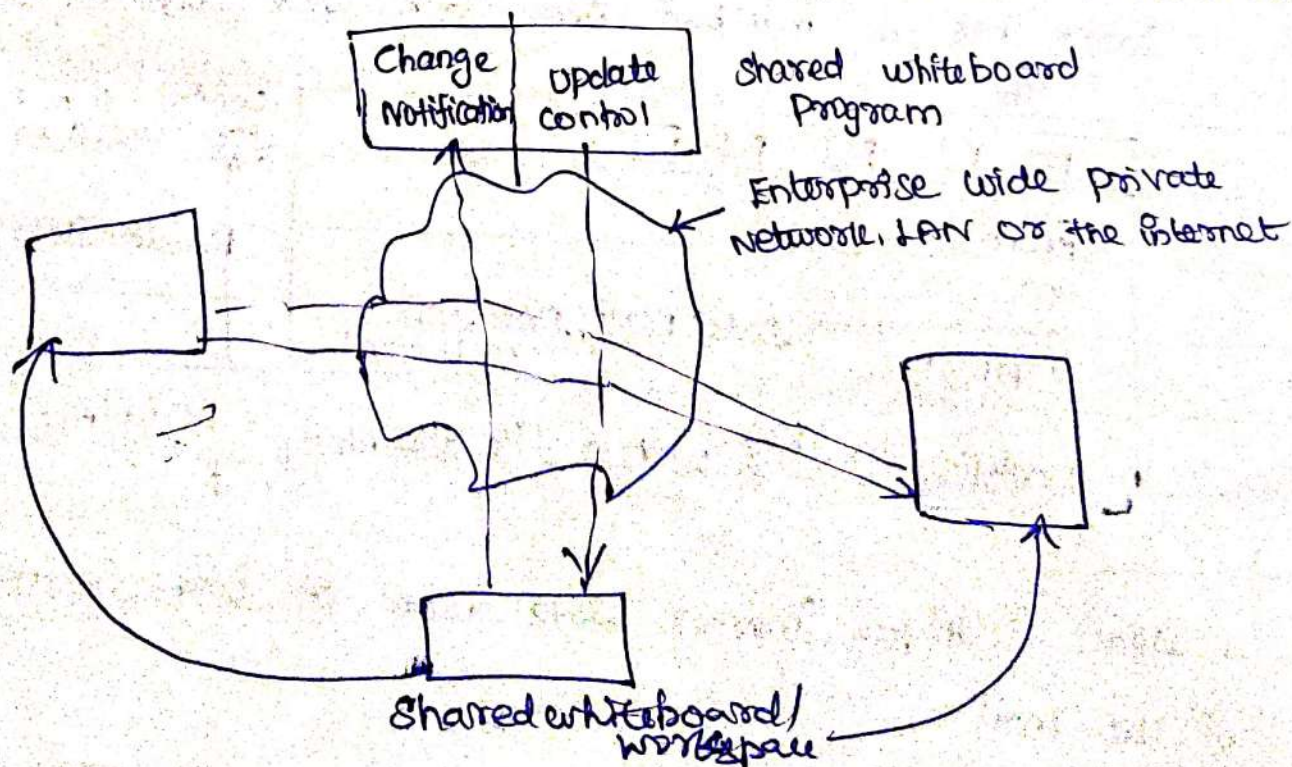 Change
Notification
update
control
shared whiteboard
Program
Enterprise wide private
Network, LAN or the internet
Shared whiteboard/
workspace